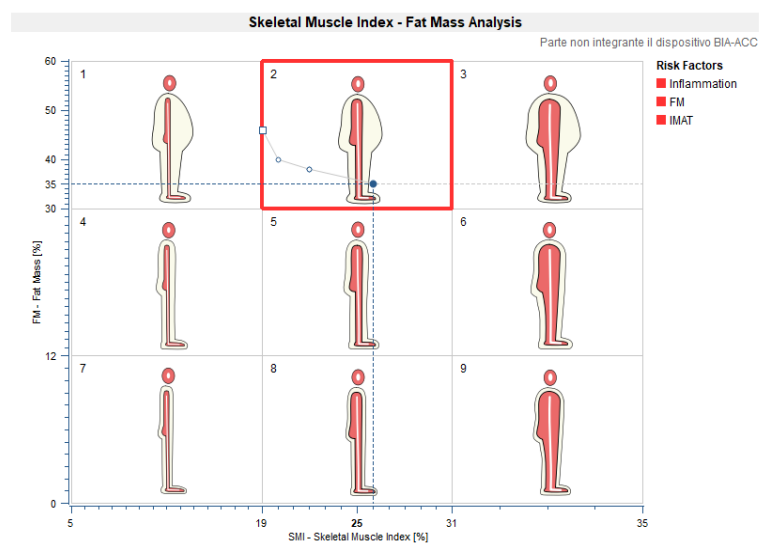 Skeletal Muscle Index - Fat Mass Analysis
Parte non integrante il dispositivo BIA-ACC
Risk Factors
Inflammation
FM
IMAT
FM - Fat Mass [%]
60
50
40
35
30
12
0
1
2
3
4
5
6
7
8
9
5
19
25
31
35
SMI - Skeletal Muscle Index [%]